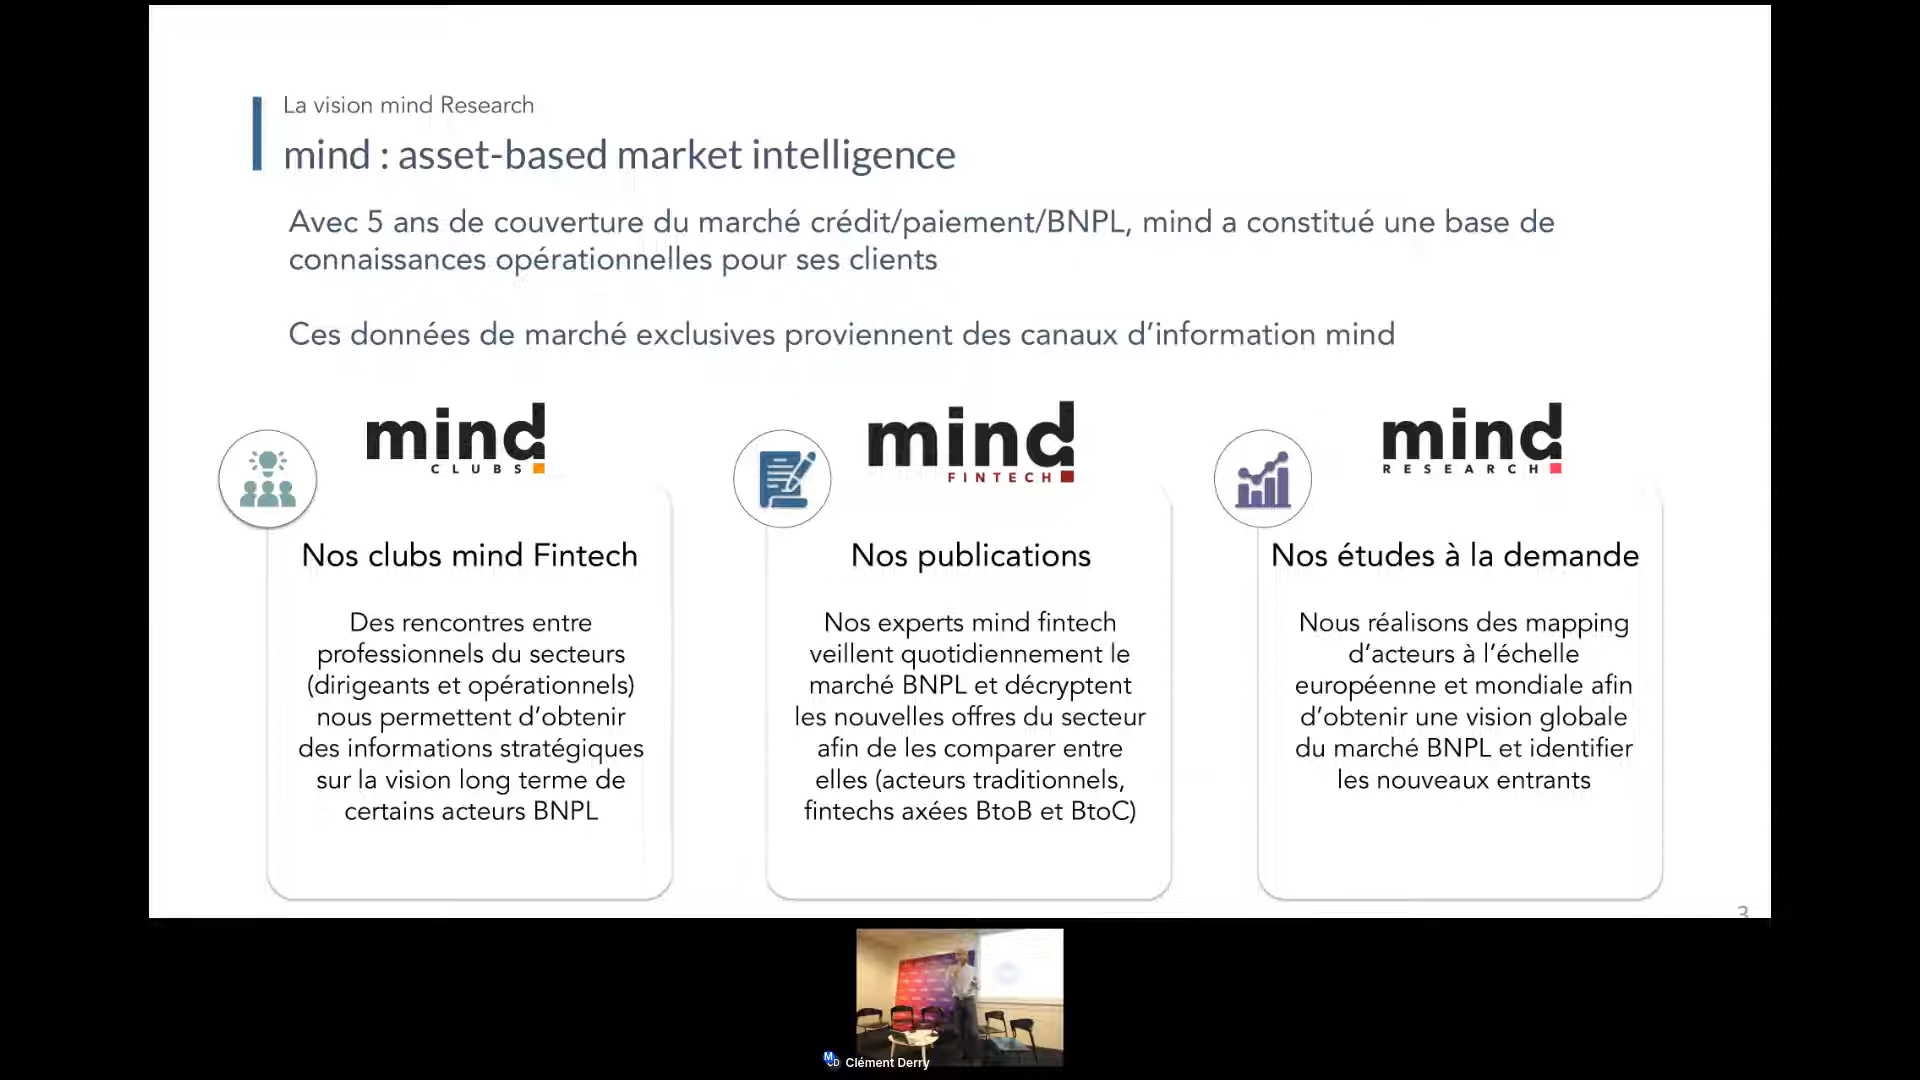 La vision mind Research
mind : asset-based market intelligence
Avec 5 ans de couverture du marché crédit/paiement/BNPL, mind a constitué une base de
connaissances opérationnelles pour ses clients
Ces données de marché exclusives proviennent des canaux d’information mind
mind
CLUBS
Nos clubs mind Fintech
Des rencontres entre
professionnels du secteurs
(dirigeants et opérationnels)
nous permettent d’obtenir
des informations stratégiques
sur la vision long terme de
certains acteurs BNPL
mind
FINTECH
Nos publications
Nos experts mind fintech
veillent quotidiennement le
marché BNPL et décryptent
les nouvelles offres du secteur
afin de les comparer entre
elles (acteurs traditionnels,
fintechs axées BtoB et BtoC)
mind
RESEARCH
Nos études à la demande
Nous réalisons des mapping
d’acteurs à l’échelle
européenne et mondiale afin
d’obtenir une vision globale
du marché BNPL et identifier
les nouveaux entrants
3
Clément Derry